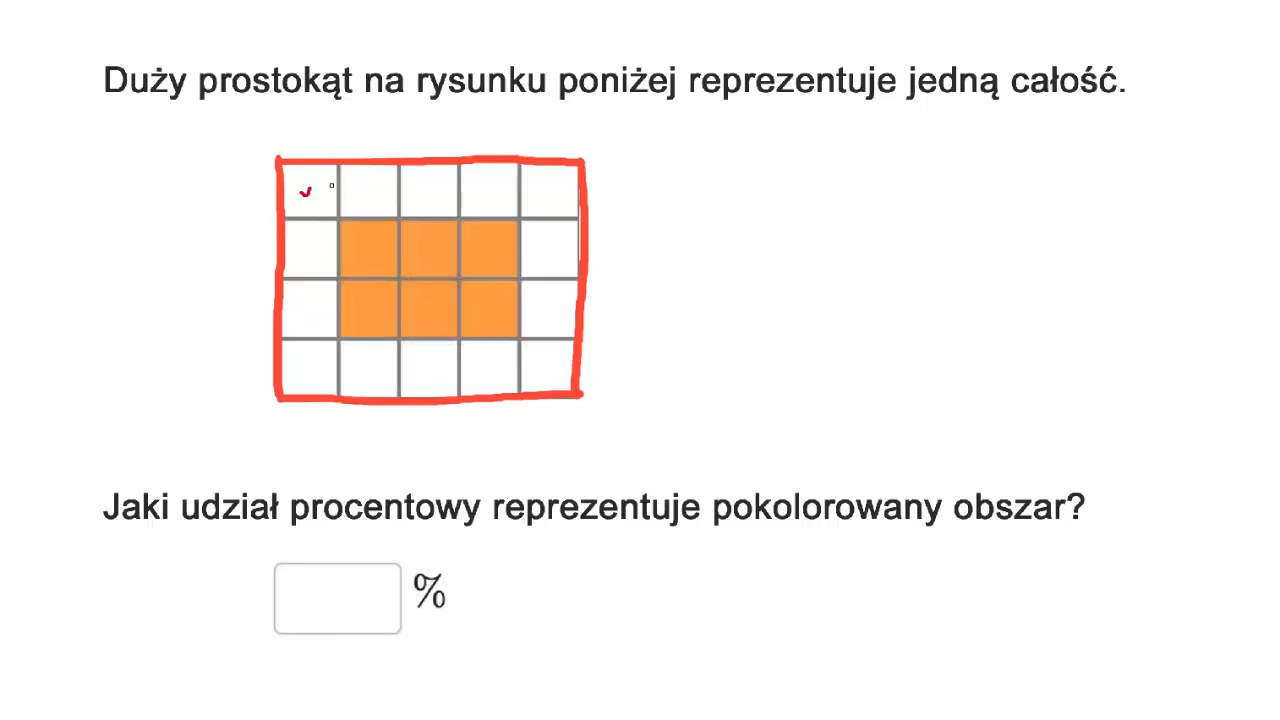 Duży prostokąt na rysunku poniżej reprezentuje jedną całość.
Jaki udział procentowy reprezentuje pokolorowany obszar?
%